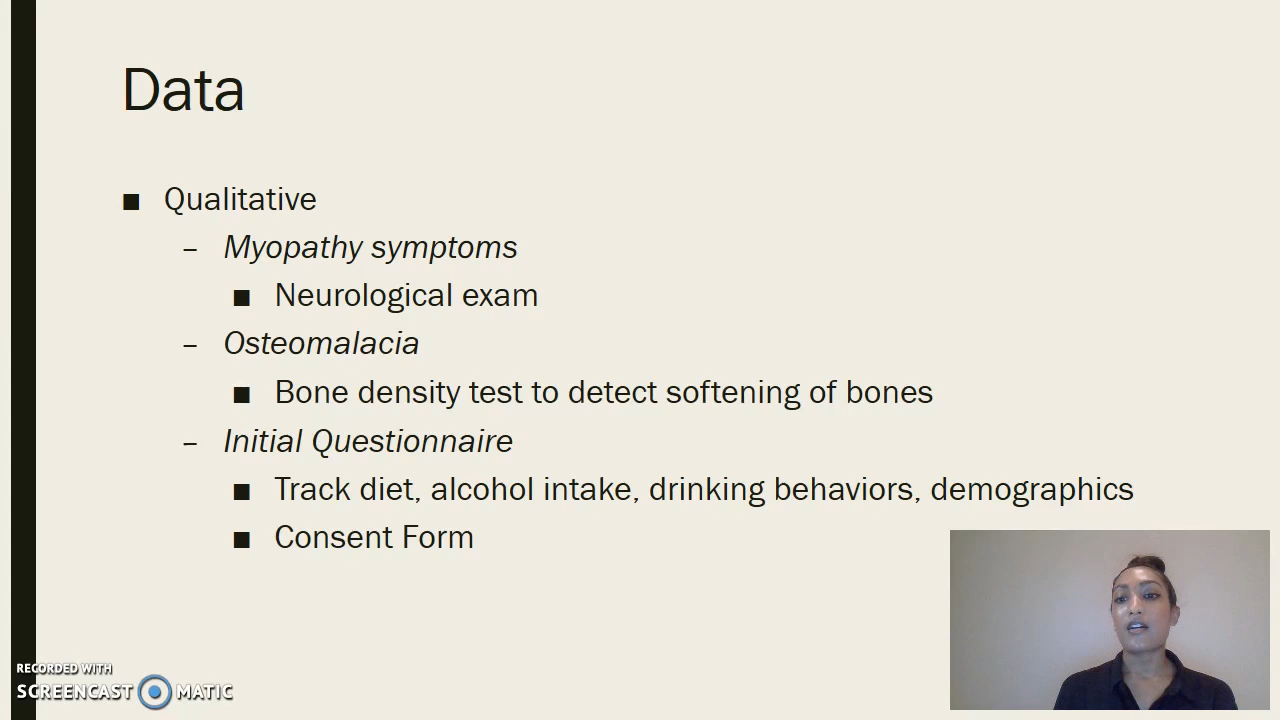 Data
■ Qualitative
– Myopathy symptoms
■ Neurological exam
– Osteomalacia
■ Bone density test to detect softening of bones
– Initial Questionnaire
■ Track diet, alcohol intake, drinking behaviors, demographics
■ Consent Form
RECORDED WITH
SCREENCAST MATIC